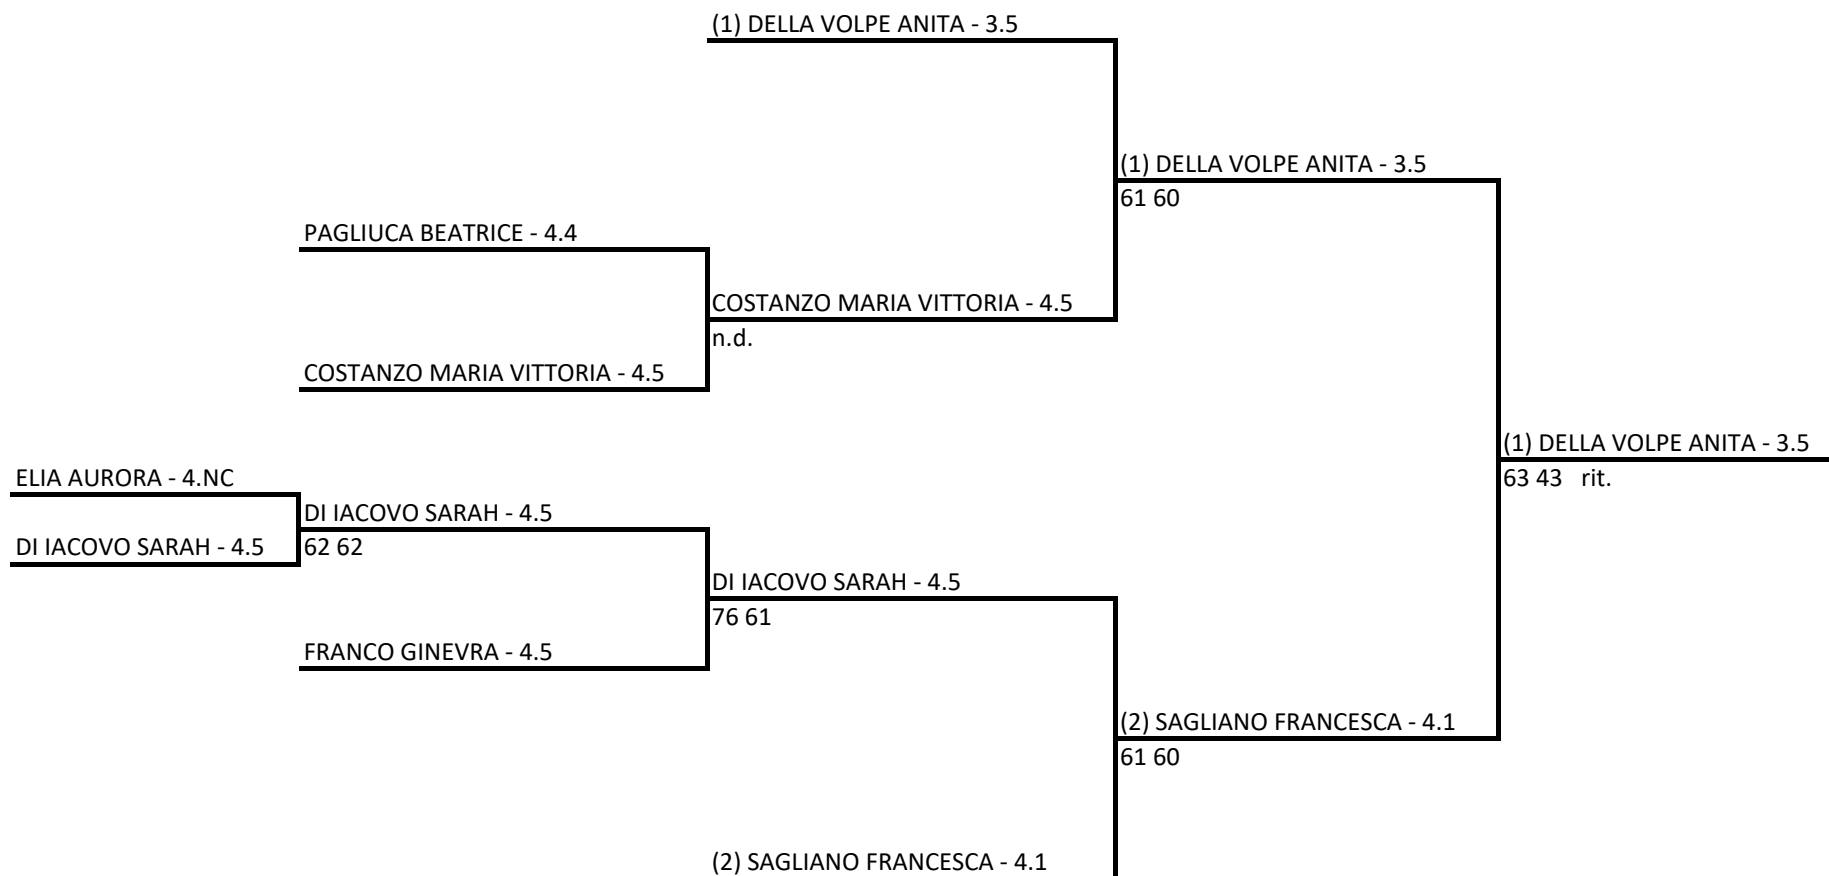 (1) DELLA VOLPE ANITA - 3.5
(1) DELLA VOLPE ANITA - 3.5
61 60
PAGLIUCA BEATRICE - 4.4
COSTANZO MARIA VITTORIA - 4.5
n.d.
COSTANZO MARIA VITTORIA - 4.5
(1) DELLA VOLPE ANITA - 3.5
63 43 rit.
ELIA AURORA - 4.NC
DI IACOVO SARAH - 4.5
DI IACOVO SARAH - 4.5
62 62
DI IACOVO SARAH - 4.5
76 61
FRANCO GINEVRA - 4.5
(2) SAGLIANO FRANCESCA - 4.1
61 60
(2) SAGLIANO FRANCESCA - 4.1